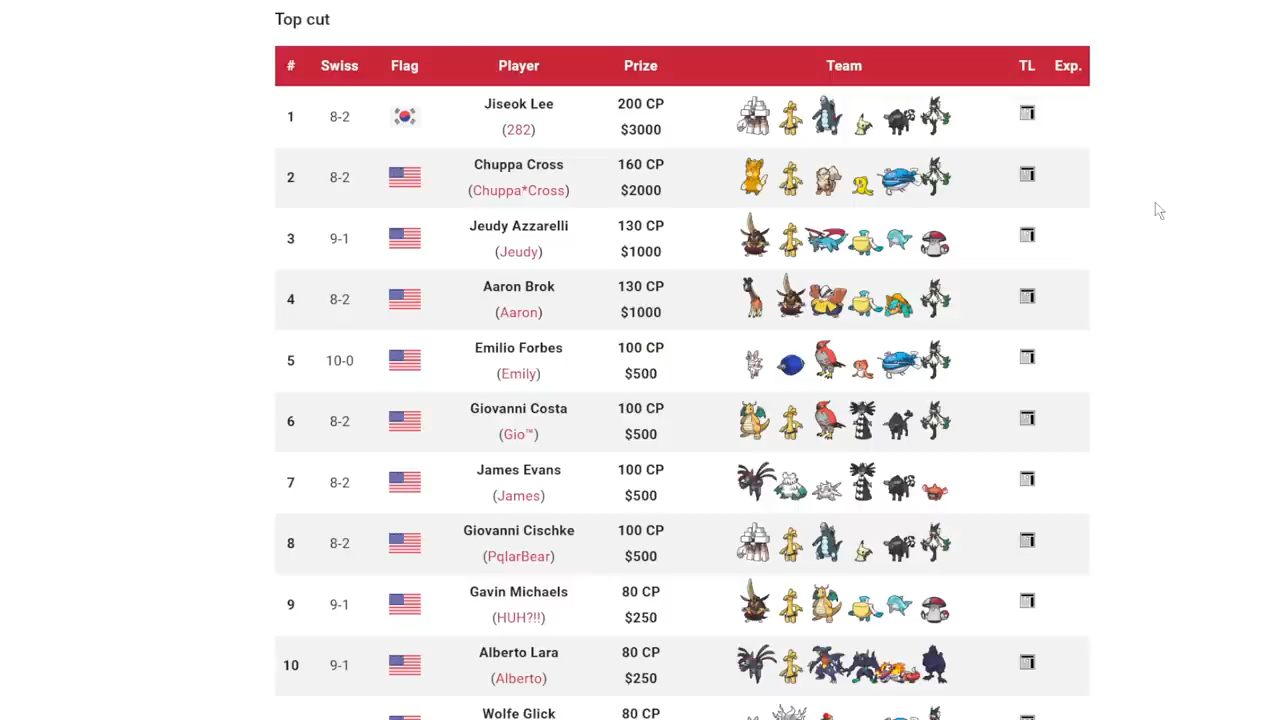 Top cut
# Swiss Flag Player Prize Team TL Exp.
1 8-2 Jiseok Lee 200 CP
(282) $3000
2 8-2 Chuppa Cross 160 CP
(Chuppa*Cross) $2000
3 9-1 Jeudy Azzarelli 130 CP
(Jeudy) $1000
4 8-2 Aaron Brok 130 CP
(Aaron) $1000
5 10-0 Emilio Forbes 100 CP
(Emily) $500
6 8-2 Giovanni Costa 100 CP
(Gio™) $500
7 8-2 James Evans 100 CP
(James) $500
8 8-2 Giovanni Cischke 100 CP
(PqlarBear) $500
9 9-1 Gavin Michaels 80 CP
(HUH?!!) $250
10 9-1 Alberto Lara 80 CP
(Alberto) $250
Wolfe Glick 80 CP